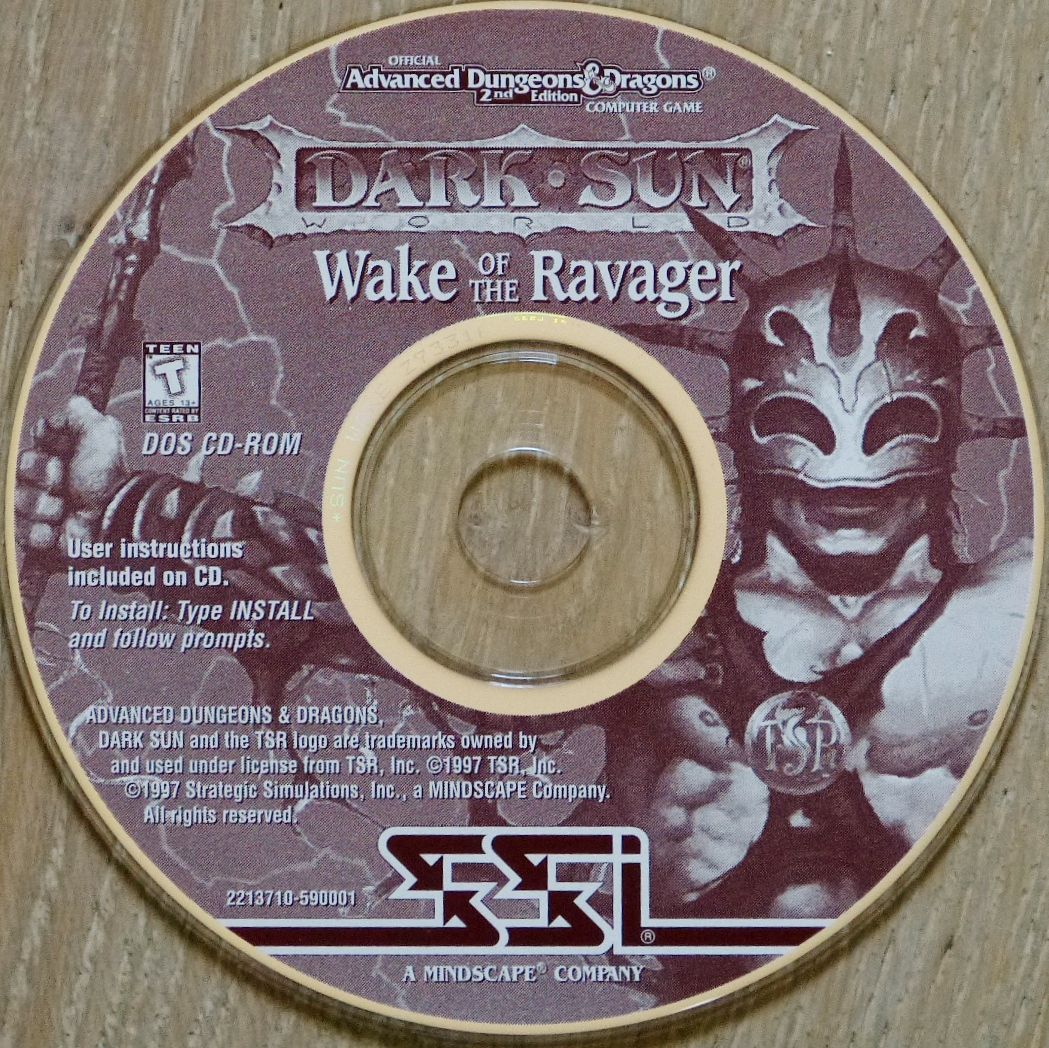 OFFICIAL
Advanced Dungeons & Dragons®
2nd Edition
COMPUTER GAME
DARK·SUN®
WORLD
Wake OF THE Ravager
TEEN
T
AGES 13+
CONTENT RATED BY
ESRB
DOS CD-ROM
User instructions
included on CD.
To Install: Type INSTALL
and follow prompts.
ADVANCED DUNGEONS & DRAGONS,
DARK SUN and the TSR logo are trademarks owned by
and used under license from TSR, Inc. ©1997 TSR, Inc.
©1997 Strategic Simulations, Inc., a MINDSCAPE Company.
All rights reserved.
TSR
2213710-590001
SSI®
A MINDSCAPE® COMPANY